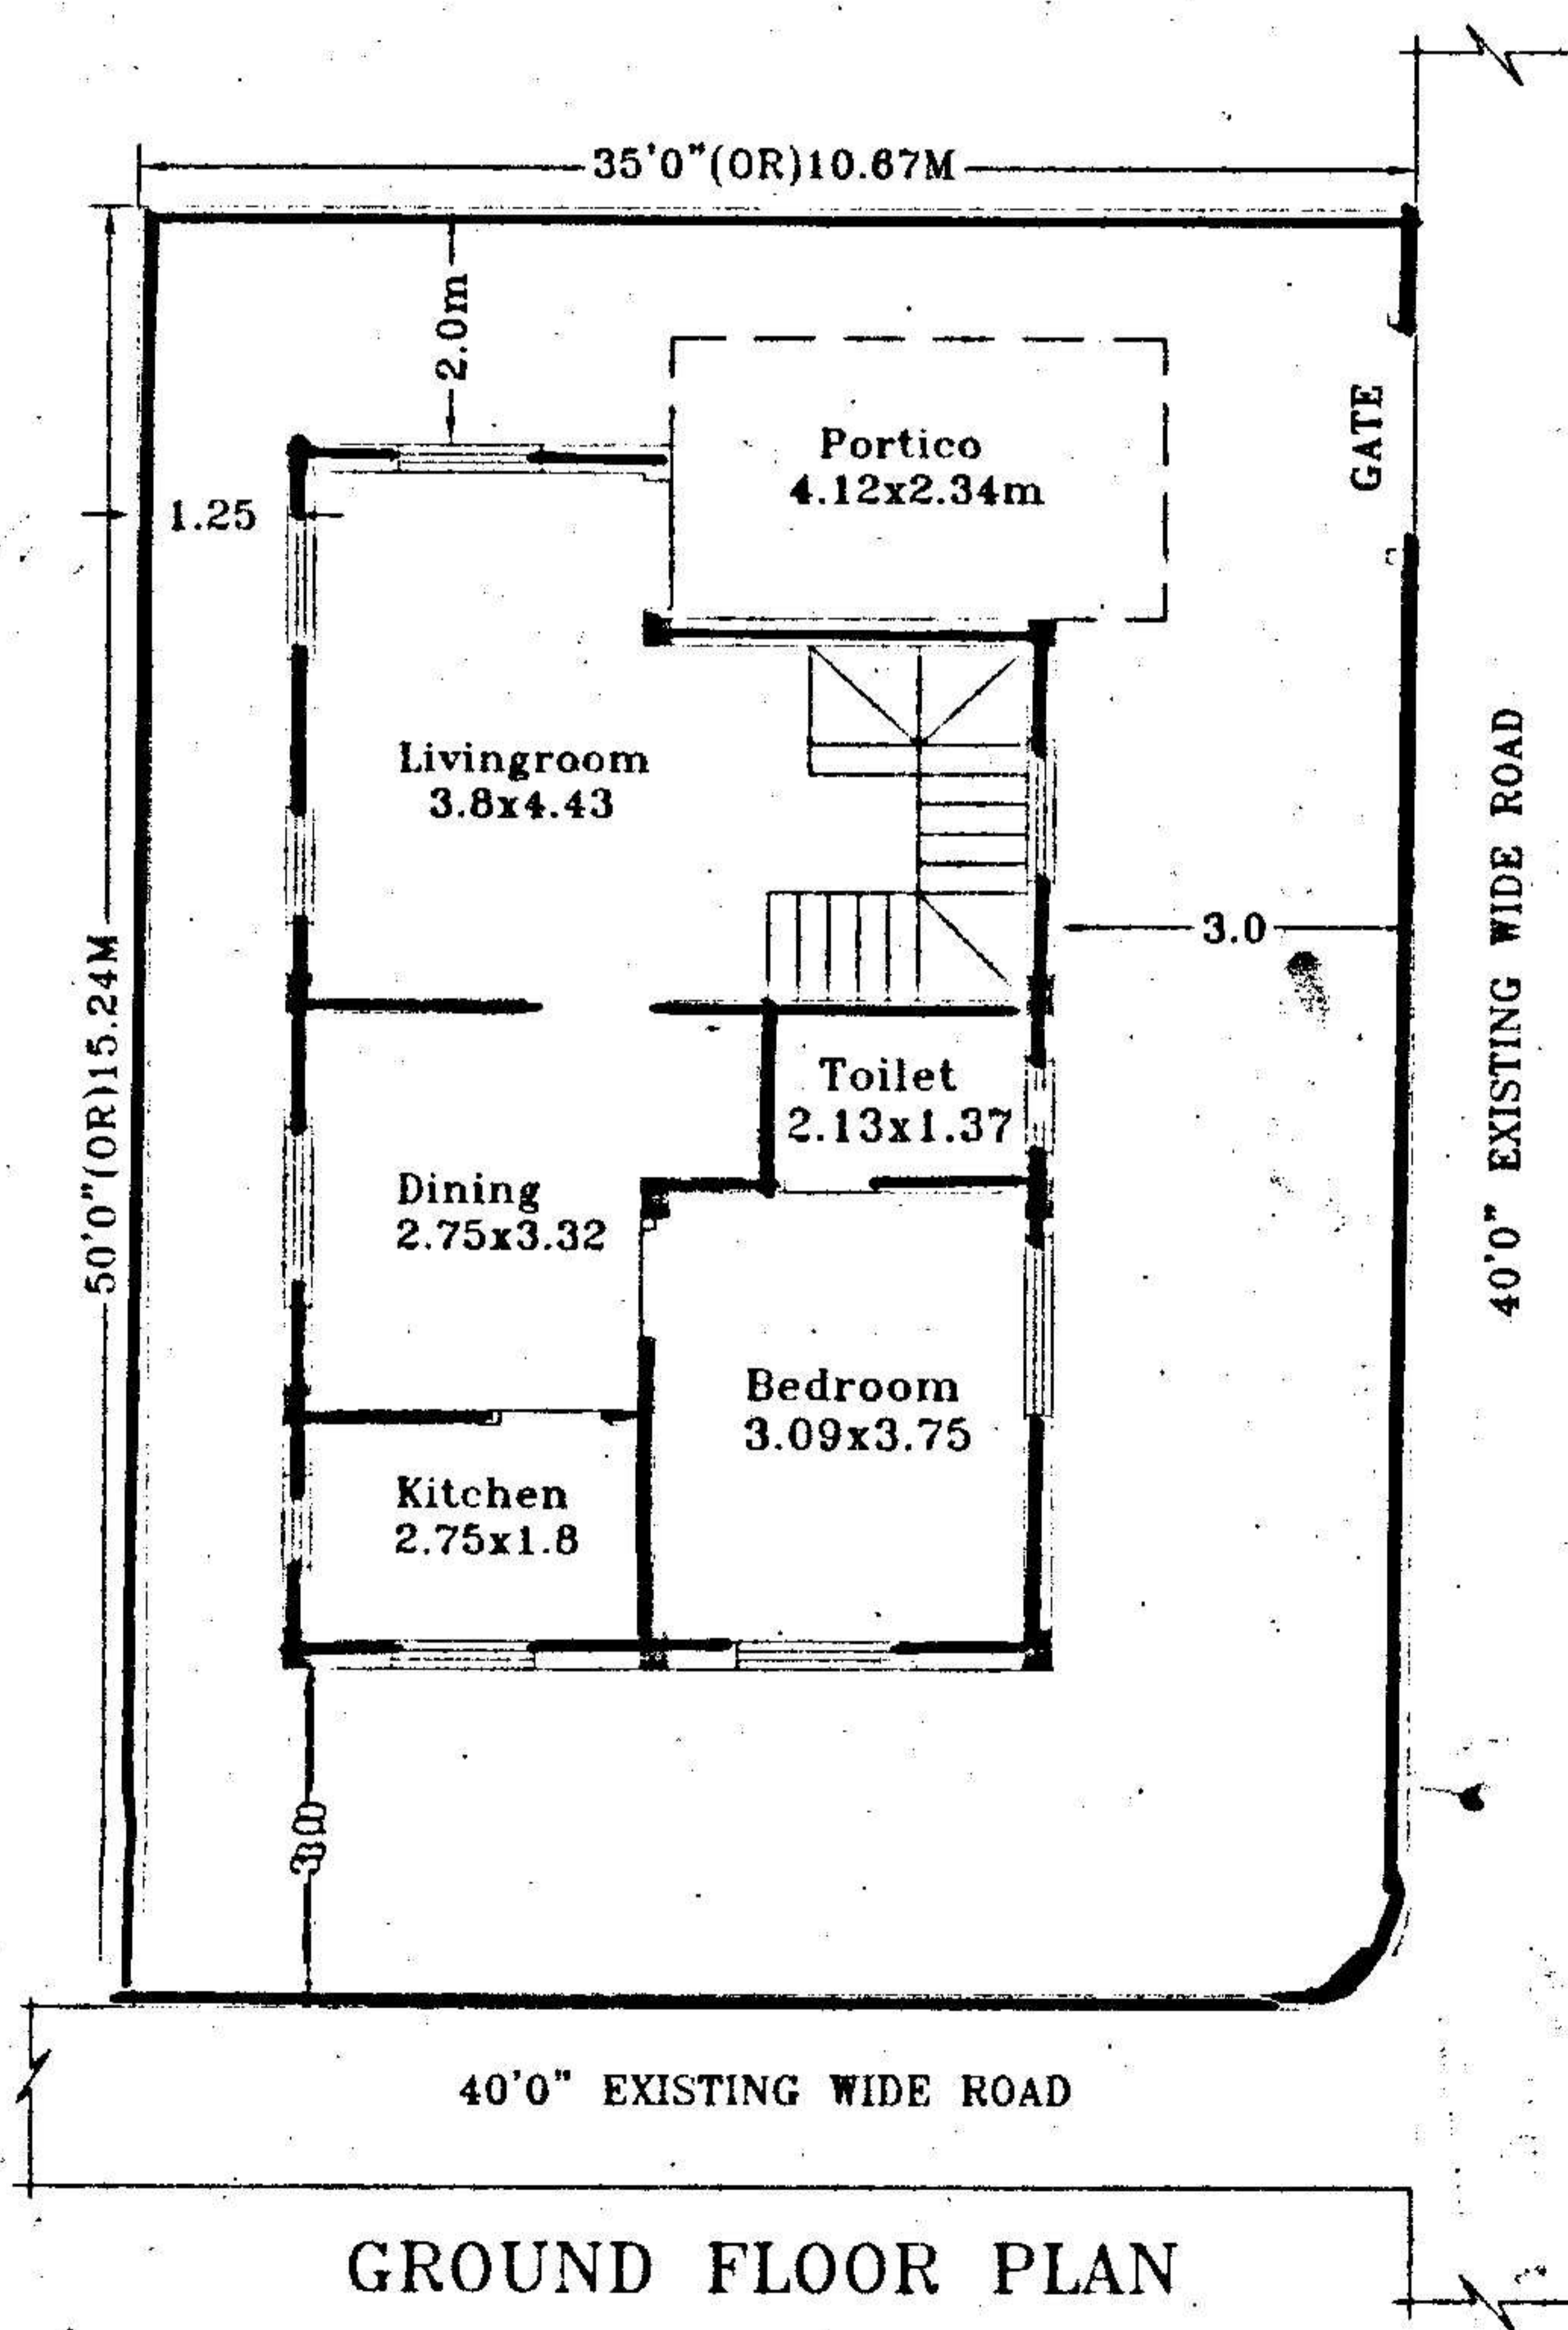 35'0"(OR)10.67M
2.0m
Portico
4.12x2.34m
GATE
1.25
Livingroom
3.8x4.43
3.0
50'0"(OR)15.24M
40'0" EXISTING WIDE ROAD
Toilet
2.13x1.37
Dining
2.75x3.32
Bedroom
3.09x3.75
Kitchen
2.75x1.8
40'0" EXISTING WIDE ROAD
GROUND FLOOR PLAN